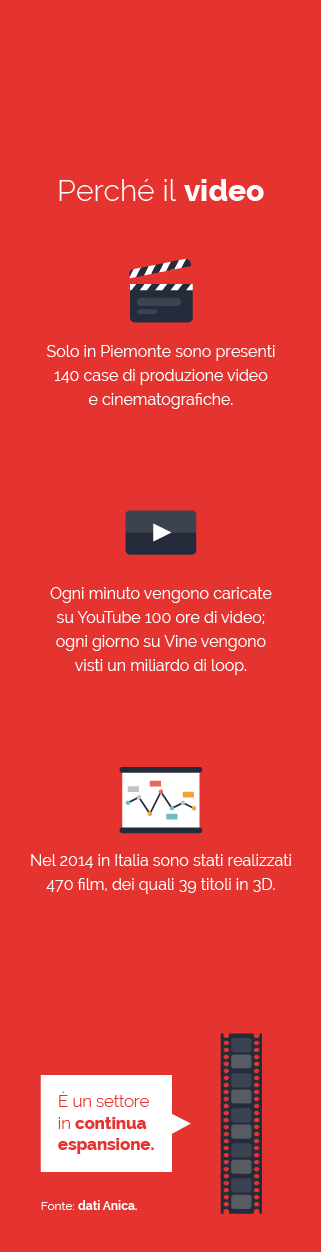 Perché il video
Solo in Piemonte sono presenti
140 case di produzione video
e cinematografiche.
Ogni minuto vengono caricate
su YouTube 100 ore di video;
ogni giorno su Vine vengono
visti un miliardo di loop.
Nel 2014 in Italia sono stati realizzati
470 film, dei quali 39 titoli in 3D.
È un settore
in continua
espansione.
Fonte: dati Anica.